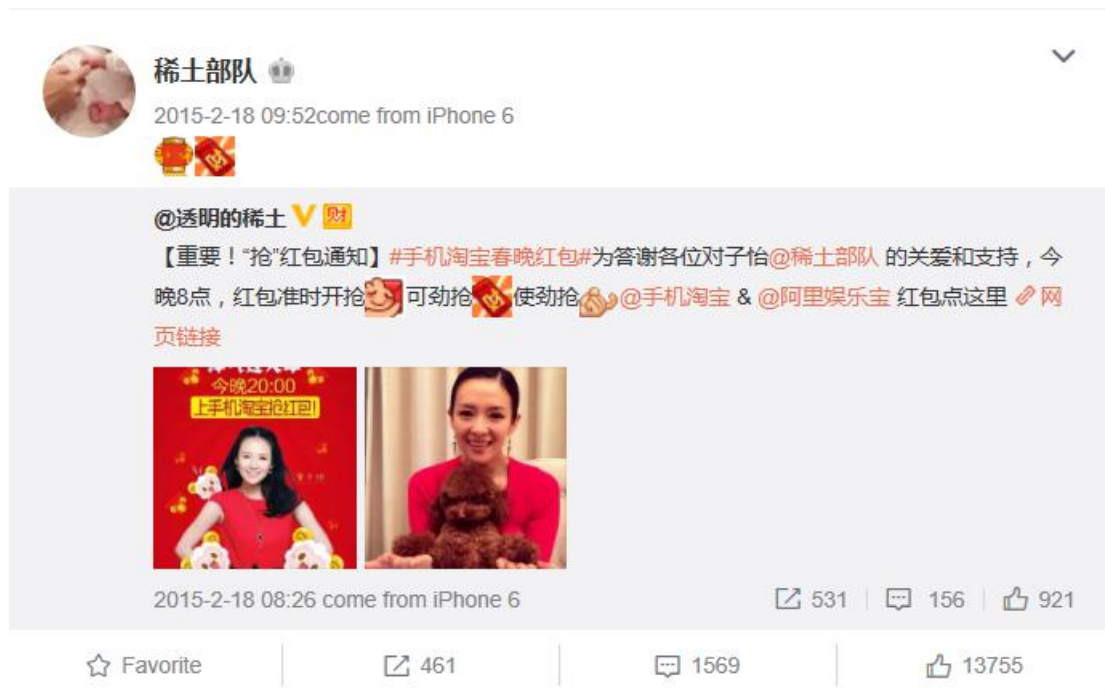 稀土部队
2015-2-18 09:52come from iPhone 6
@透明的稀土 V 财
【重要！“抢”红包通知】#手机淘宝春晚红包#为答谢各位对子怡@稀土部队 的关爱和支持，今
晚8点，红包准时开抢 可劲抢 财 使劲抢 @手机淘宝 & @阿里娱乐宝 红包点这里 网
页链接
今晚20:00
上手机淘宝抢红包!
2015-2-18 08:26 come from iPhone 6
531
156
921
Favorite
461
1569
13755